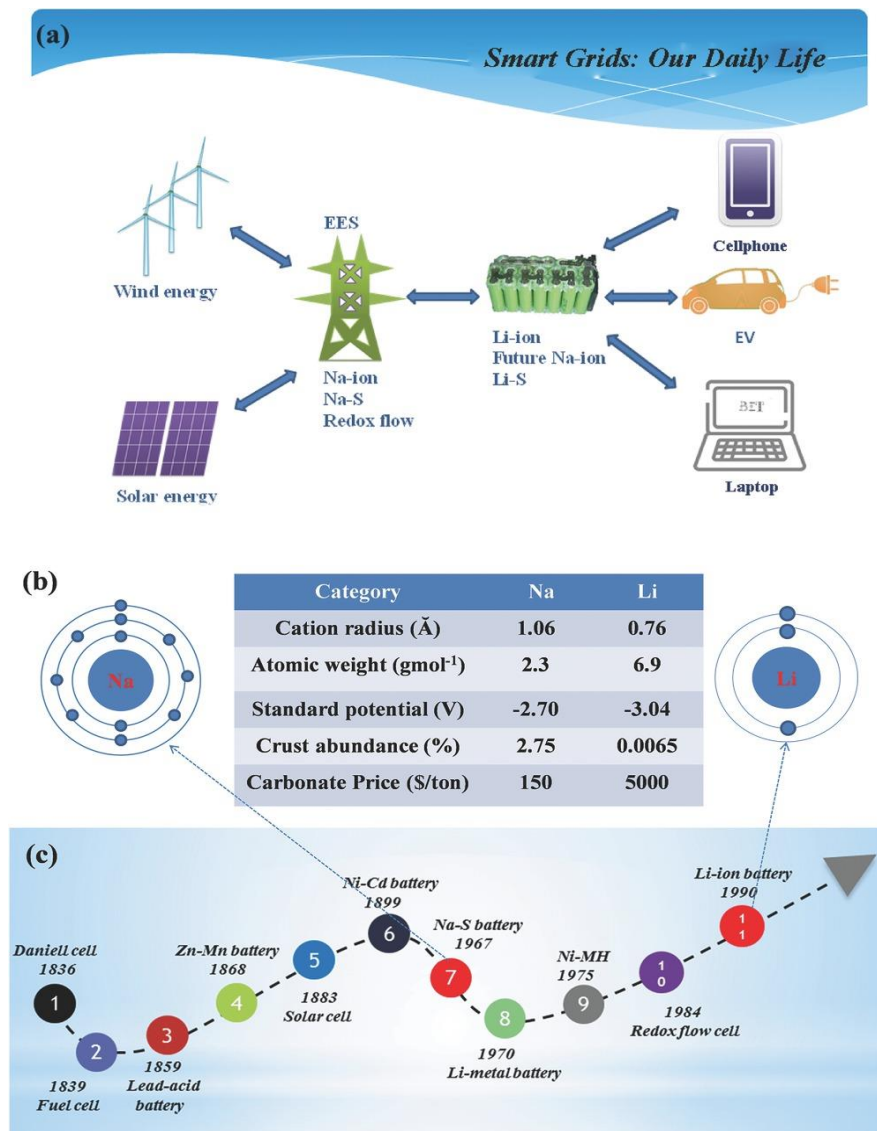 (a)
Smart Grids: Our Daily Life
EES
Cellphone
Wind energy
Li-ion
Future Na-ion
Li-S
EV
Na-ion
Na-S
Redox flow
BIT
Solar energy
Laptop
(b)
Category Na Li
Cation radius (Ǎ) 1.06 0.76
Atomic weight (gmol⁻¹) 2.3 6.9
Standard potential (V) -2.70 -3.04
Crust abundance (%) 2.75 0.0065
Carbonate Price ($/ton) 150 5000
Na
Li
(c)
Daniell cell
1836
1
2
1839
Fuel cell
3
1859
Lead-acid
battery
Zn-Mn battery
1868
4
5
1883
Solar cell
Ni-Cd battery
1899
6
Na-S battery
1967
7
8
1970
Li-metal battery
Ni-MH
1975
9
1
0
1984
Redox flow cell
Li-ion battery
1990
1
1